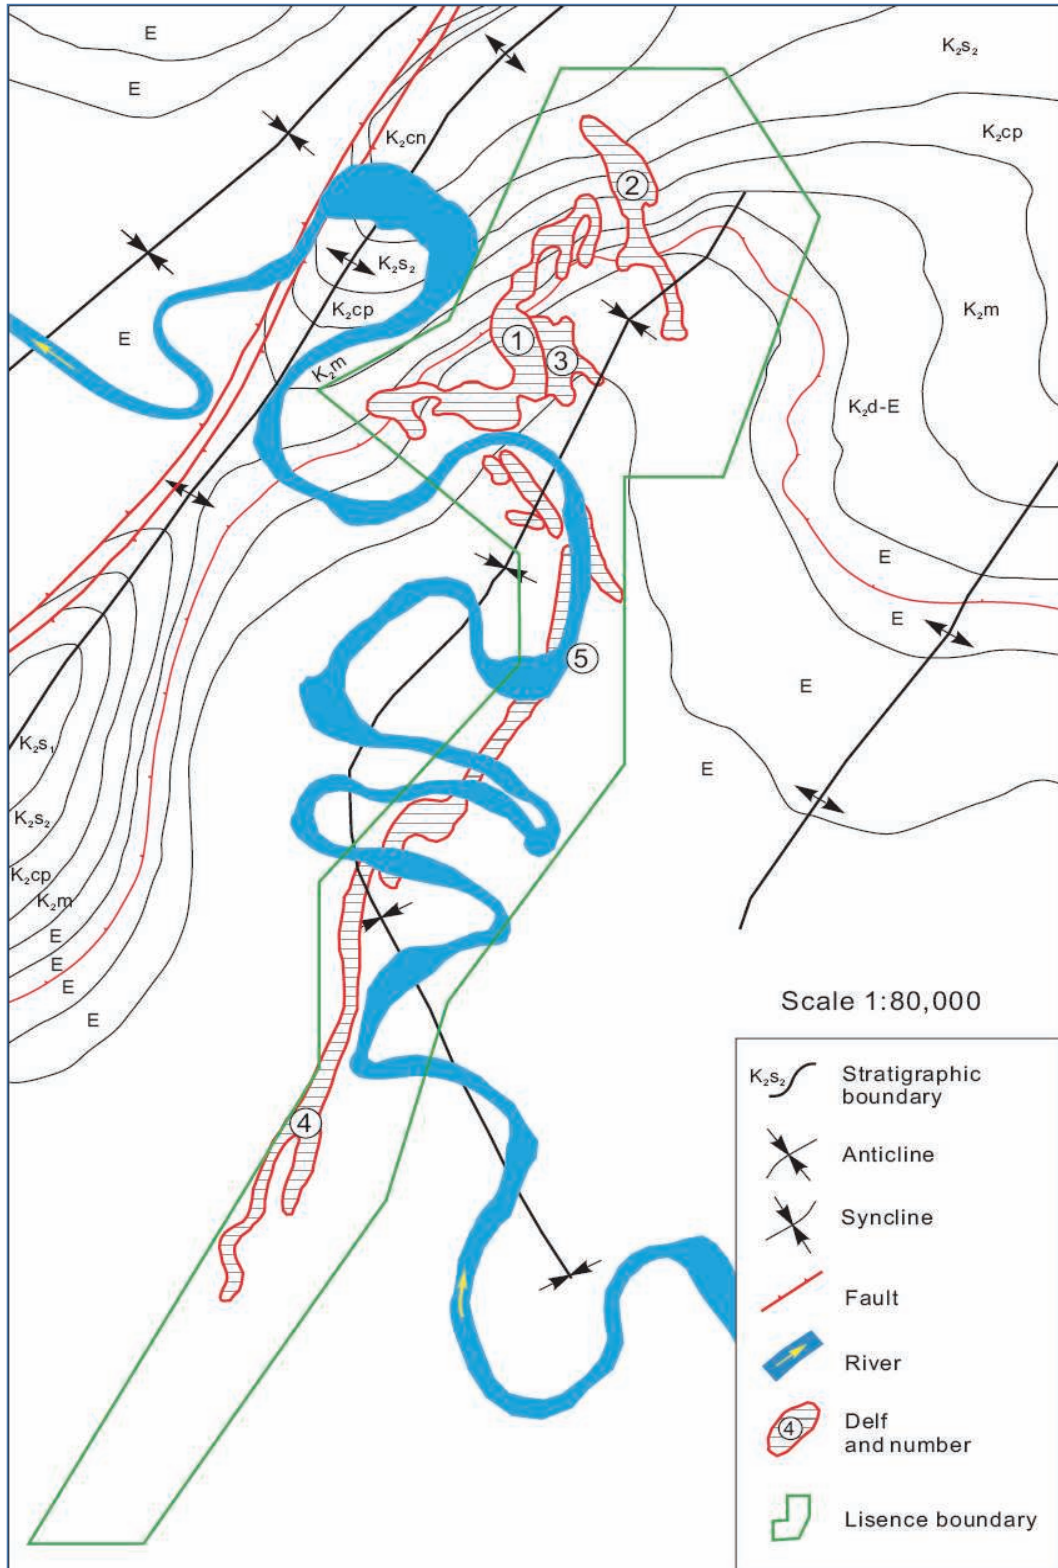 E
K₂s₂
E
K₂cn
K₂cp
2
K₂s₂
K₂cp
E
K₂m
1
3
K₂m
K₂d-E
E
E
5
E
K₂s₁
E
K₂s₂
K₂cp
K₂m
E
E
E
E
4
Scale 1:80,000
K₂s₂
Stratigraphic
boundary
Anticline
Syncline
Fault
River
4
Delf
and number
Lisence boundary